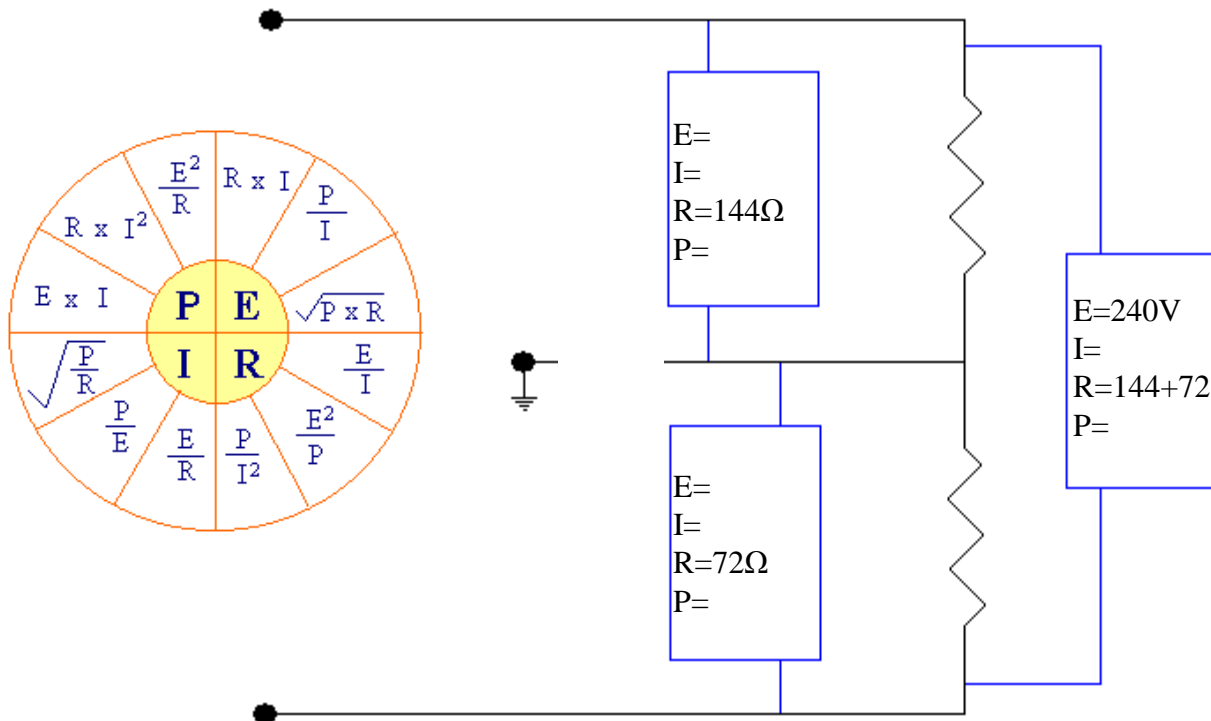 E²/R
R x I
P/I
R x I²
E x I
√P x R
P E
I R
√P/R
E/I
P/E
E/R
P/I²
E²/P
E=
I=
R=144Ω
P=
E=240V
I=
R=144+72
P=
E=
I=
R=72Ω
P=